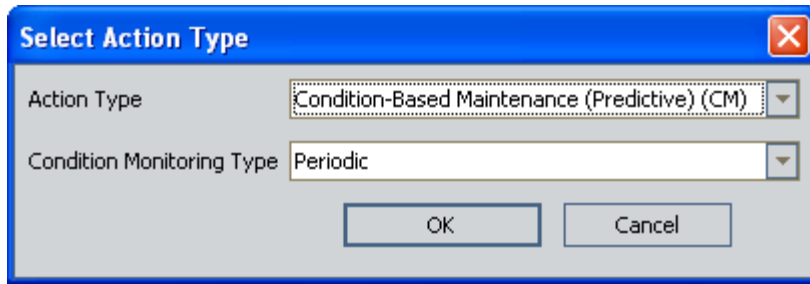 Select Action Type
Action Type Condition-Based Maintenance (Predictive) (CM)
Condition Monitoring Type Periodic
OK Cancel